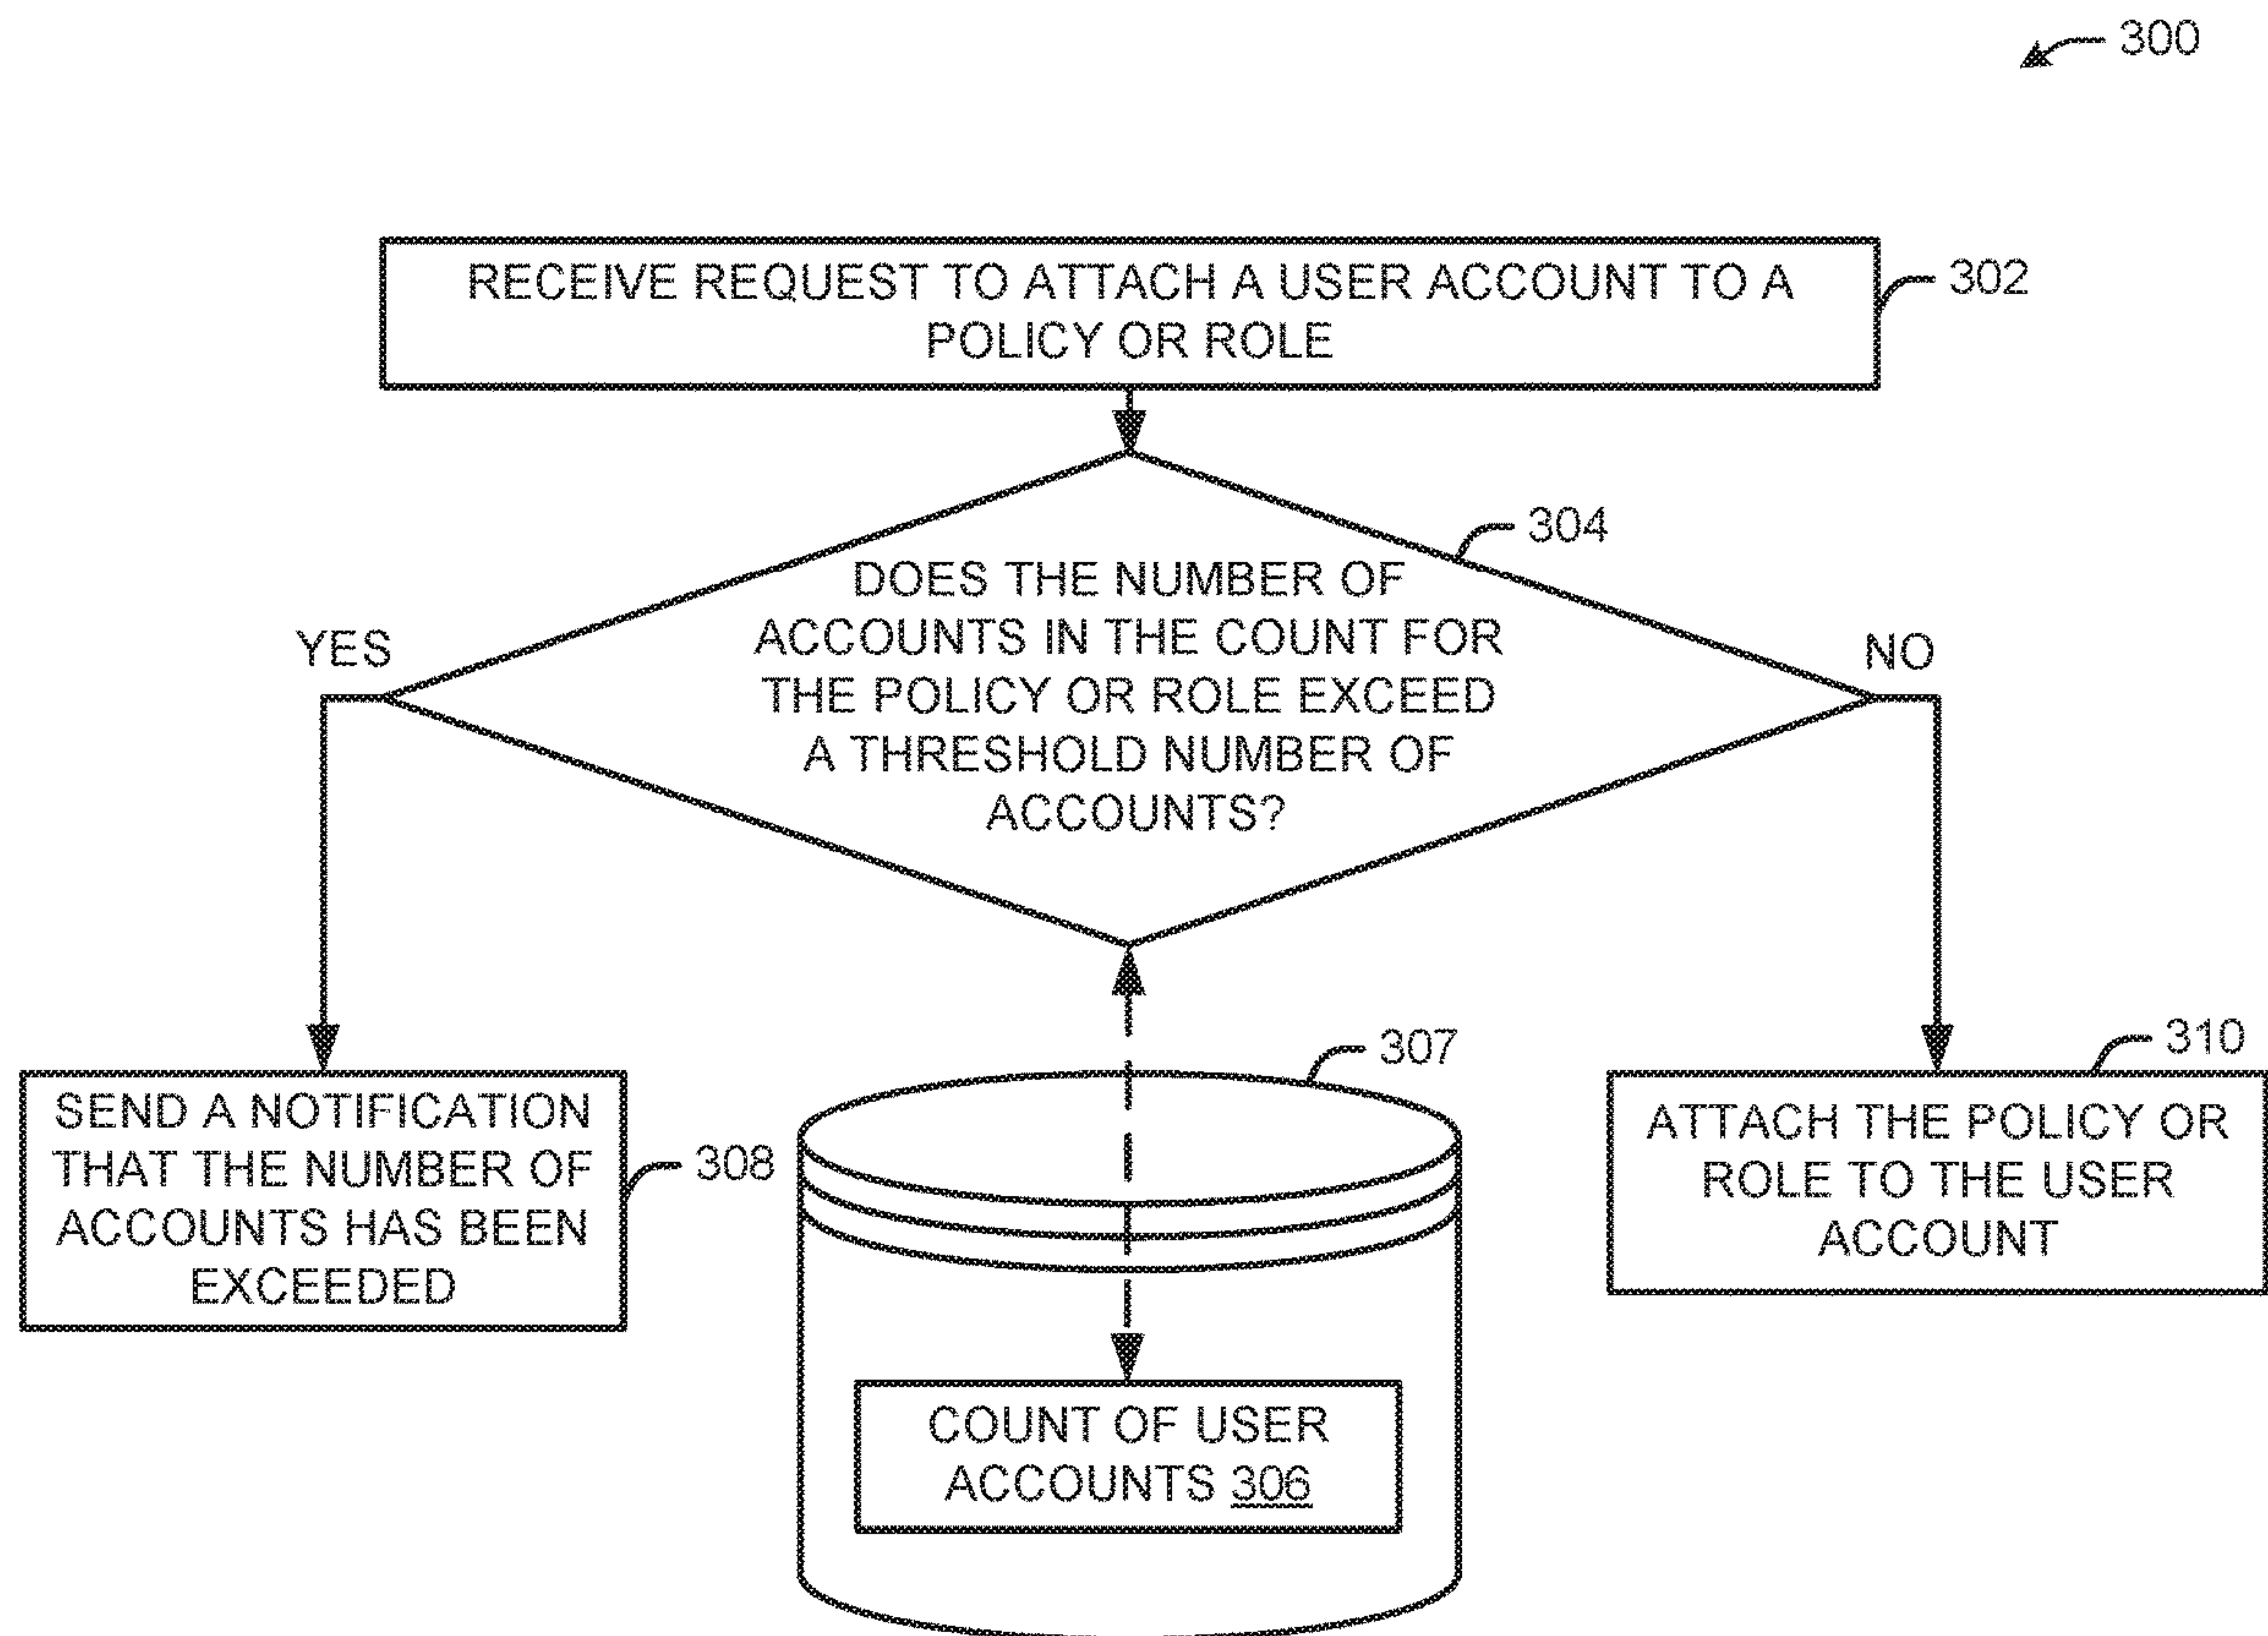 300
RECEIVE REQUEST TO ATTACH A USER ACCOUNT TO A
POLICY OR ROLE
302
304
DOES THE NUMBER OF
ACCOUNTS IN THE COUNT FOR
THE POLICY OR ROLE EXCEED
A THRESHOLD NUMBER OF
ACCOUNTS?
YES
NO
SEND A NOTIFICATION
THAT THE NUMBER OF
ACCOUNTS HAS BEEN
EXCEEDED
308
307
COUNT OF USER
ACCOUNTS 306
310
ATTACH THE POLICY OR
ROLE TO THE USER
ACCOUNT